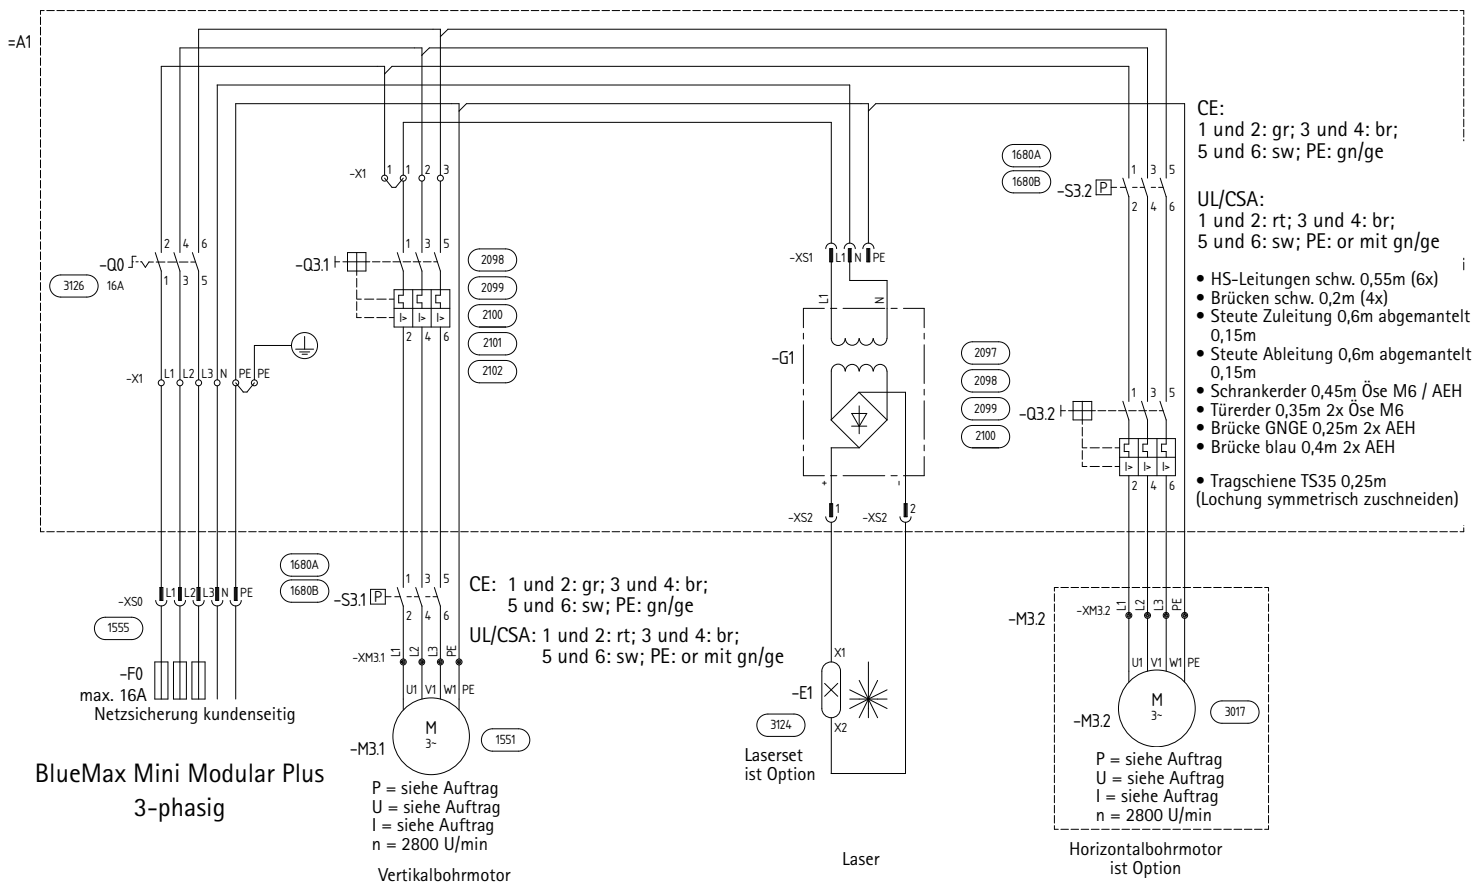 =A1
-X1
1
1
2
3
2 4 6
-Q0
3126
16A
1 3 5
-X1
L1 L2 L3 N PE PE
1 3 5
-Q3.1
I> I> I>
2 4 6
2098
2099
2100
2101
2102
-XS1
L1 N PE
L1
N
-G1
+
-
-XS2
1
-XS2
2
1680A
1680B
-S3.2
P
1 3 5
2 4 6
2097
2098
2099
2100
-Q3.2
1 3 5
I> I> I>
2 4 6
CE:
1 und 2: gr; 3 und 4: br;
5 und 6: sw; PE: gn/ge
UL/CSA:
1 und 2: rt; 3 und 4: br;
5 und 6: sw; PE: or mit gn/ge
• HS-Leitungen schw. 0,55m (6x)
• Brücken schw. 0,2m (4x)
• Steute Zuleitung 0,6m abgemantelt
0,15m
• Steute Ableitung 0,6m abgemantelt
0,15m
• Schrankerder 0,45m Öse M6 / AEH
• Türerder 0,35m 2x Öse M6
• Brücke GNGE 0,25m 2x AEH
• Brücke blau 0,4m 2x AEH
• Tragschiene TS35 0,25m
(Lochung symmetrisch zuschneiden)
-XS0
L1 L2 L3 N PE
1555
-F0
max. 16A
Netzsicherung kundenseitig
BlueMax Mini Modular Plus
3-phasig
1680A
1680B
-S3.1
P
1 3 5
2 4 6
CE: 1 und 2: gr; 3 und 4: br;
5 und 6: sw; PE: gn/ge
UL/CSA: 1 und 2: rt; 3 und 4: br;
5 und 6: sw; PE: or mit gn/ge
-XM3.1
L1 L2 L3 PE
U1 V1 W1 PE
M
3~
-M3.1
1551
P = siehe Auftrag
U = siehe Auftrag
I = siehe Auftrag
n = 2800 U/min
Vertikalbohrmotor
X1
-E1
3124
X2
Laserset
ist Option
Laser
-M3.2
-XM3.2
L1 L2 L3 PE
U1 V1 W1 PE
M
3~
-M3.2
3017
P = siehe Auftrag
U = siehe Auftrag
I = siehe Auftrag
n = 2800 U/min
Horizontalbohrmotor
ist Option